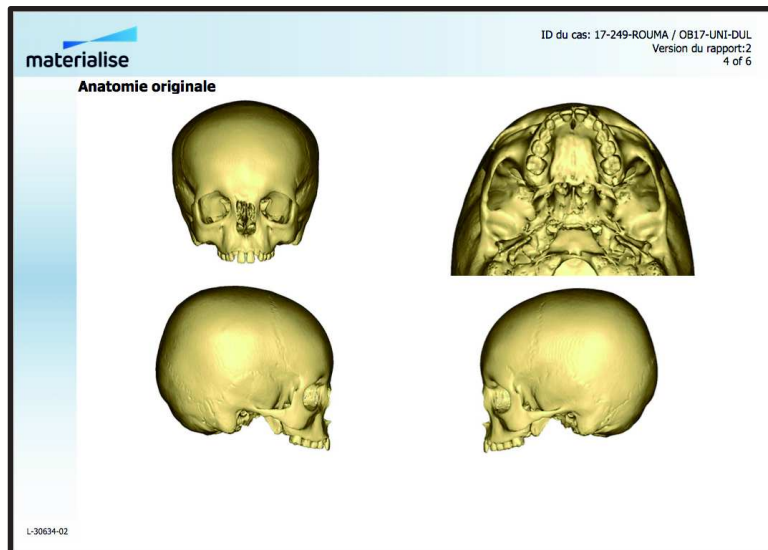 materialise
ID du cas: 17-249-ROUMA / OB17-UNI-DUL
Version du rapport:2
4 of 6
Anatomie originale
L-30634-02